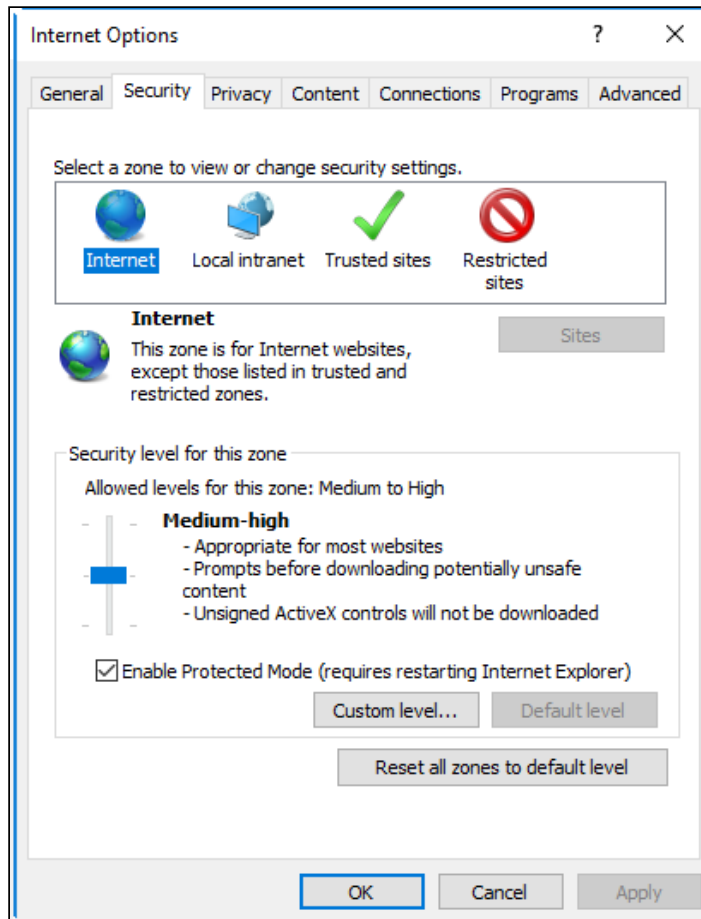 Internet Options ?
General Security Privacy Content Connections Programs Advanced
Select a zone to view or change security settings.
Internet Local intranet Trusted sites Restricted
sites
Internet
Sites
This zone is for Internet websites,
except those listed in trusted and
restricted zones.
Security level for this zone
Allowed levels for this zone: Medium to High
Medium-high
- Appropriate for most websites
- Prompts before downloading potentially unsafe
content
- Unsigned ActiveX controls will not be downloaded
Enable Protected Mode (requires restarting Internet Explorer)
Custom level... Default level
Reset all zones to default level
OK Cancel Apply